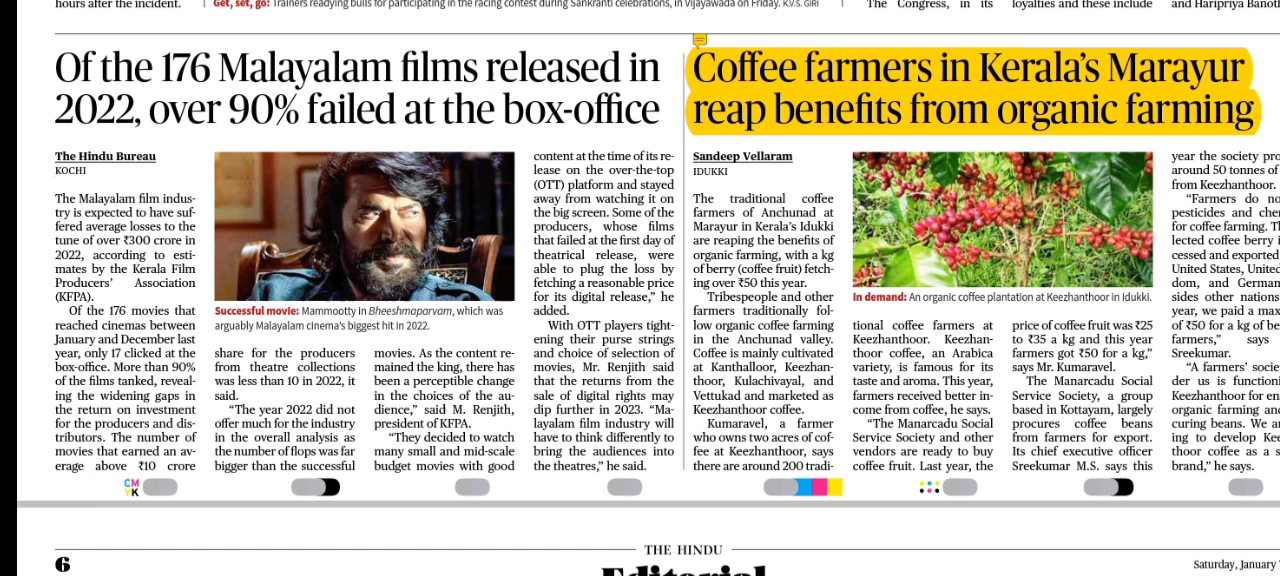 hours after the incident.
Get, set, go: Trainers readying bulls for participating in the racing contest during Sankranti celebrations, in Vijayawada on Friday. K.V.S. GIRI
The Congress, in its
loyalties and these include
and Haripriya Banoth
Of the 176 Malayalam films released in
2022, over 90% failed at the box-office
The Hindu Bureau
KOCHI
The Malayalam film indus-
try is expected to have suf-
fered average losses to the
tune of over ₹300 crore in
2022, according to esti-
mates by the Kerala Film
Producers' Association
(KFPA).
Of the 176 movies that
reached cinemas between
January and December last
year, only 17 clicked at the
box-office. More than 90%
of the films tanked, reveal-
ing the widening gaps in
the return on investment
for the producers and dis-
tributors. The number of
movies that earned an av-
erage above ₹10 crore
Successful movie: Mammootty in Bheeshmaparvam, which was
arguably Malayalam cinema's biggest hit in 2022.
share for the producers
from theatre collections
was less than 10 in 2022, it
said.
“The year 2022 did not
offer much for the industry
in the overall analysis as
the number of flops was far
bigger than the successful
movies. As the content re-
mained the king, there has
been a perceptible change
in the choices of the au-
dience,” said M. Renjith,
president of KFPA.
“They decided to watch
many small and mid-scale
budget movies with good
content at the time of its re-
lease on the over-the-top
(OTT) platform and stayed
away from watching it on
the big screen. Some of the
producers, whose films
that failed at the first day of
theatrical release, were
able to plug the loss by
fetching a reasonable price
for its digital release,” he
added.
With OTT players tight-
ening their purse strings
and choice of selection of
movies, Mr. Renjith said
that the returns from the
sale of digital rights may
dip further in 2023. “Ma-
layalam film industry will
have to think differently to
bring the audiences into
the theatres,” he said.
Coffee farmers in Kerala's Marayur
reap benefits from organic farming
Sandeep Vellaram
IDUKKI
The traditional coffee
farmers of Anchunad at
Marayur in Kerala's Idukki
are reaping the benefits of
organic farming, with a kg
of berry (coffee fruit) fetch-
ing over ₹50 this year.
Tribespeople and other
farmers traditionally fol-
low organic coffee farming
in the Anchunad valley.
Coffee is mainly cultivated
at Kanthalloor, Keezhan-
thoor, Kulachivayal, and
Vettukad and marketed as
Keezhanthoor coffee.
Kumaravel, a farmer
who owns two acres of cof-
fee at Keezhanthoor, says
there are around 200 tradi-
In demand: An organic coffee plantation at Keezhanthoor in Idukki.
tional coffee farmers at
Keezhanthoor. Keezhan-
thoor coffee, an Arabica
variety, is famous for its
taste and aroma. This year,
farmers received better in-
come from coffee, he says.
“The Manarcadu Social
Service Society and other
vendors are ready to buy
coffee fruit. Last year, the
price of coffee fruit was ₹25
to ₹35 a kg and this year
farmers got ₹50 for a kg,”
says Mr. Kumaravel.
The Manarcadu Social
Service Society, a group
based in Kottayam, largely
procures coffee beans
from farmers for export.
Its chief executive officer
Sreekumar M.S. says this
year the society pro
around 50 tonnes of
from Keezhanthoor.
“Farmers do no
pesticides and che
for coffee farming. Th
lected coffee berry i
cessed and exported
United States, United
dom, and German
sides other nations
year, we paid a max
of ₹50 for a kg of be
farmers,” says
Sreekumar.
“A farmers' socie
der us is function
Keezhanthoor for en
organic farming an
curing beans. We ar
ing to develop Kee
thoor coffee as a s
brand,” he says.
CM
YK
THE HINDU
6
Editorial
Saturday, January